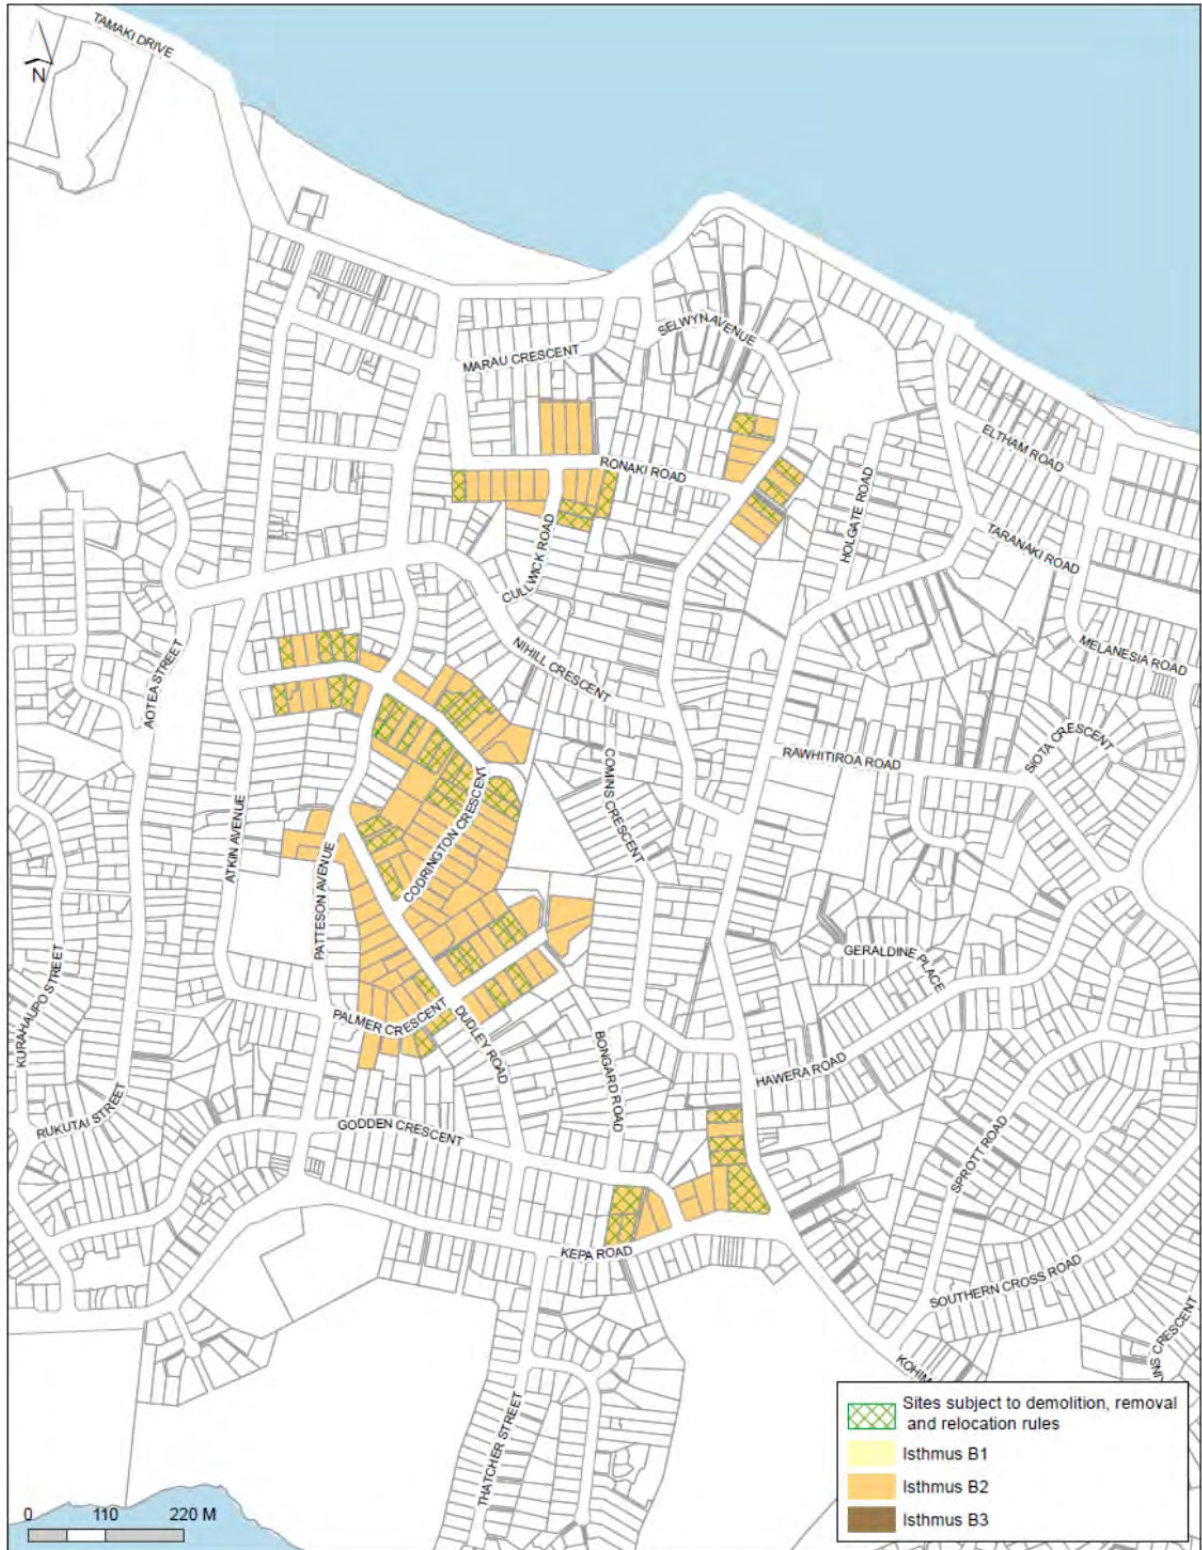 TAMAKI DRIVE
N
SELWYN AVENUE
MARAU CRESCENT
ELTHAM ROAD
RONAKI ROAD
HOLGATE ROAD
TARANAKI ROAD
CULLWICK ROAD
NIHILL CRESCENT
MELANESIA ROAD
AOTEA STREET
SIOTA CRESCENT
RAWHITIROA ROAD
COMINS CRESCENT
CODRINGTON CRESCENT
ATKIN AVENUE
PATTESON AVENUE
GERALDINE PLACE
KURAHAUPO STREET
PALMER CRESCENT
DUDLEY ROAD
BONGARD ROAD
HAWERA ROAD
RUKUTAI STREET
GODDEN CRESCENT
SPROTT ROAD
KEPA ROAD
SOUTHERN CROSS ROAD
NS CRESCENT
KOHIM
THATCHER STREET
Sites subject to demolition, removal
and relocation rules
Isthmus B1
Isthmus B2
Isthmus B3
0 110 220 M